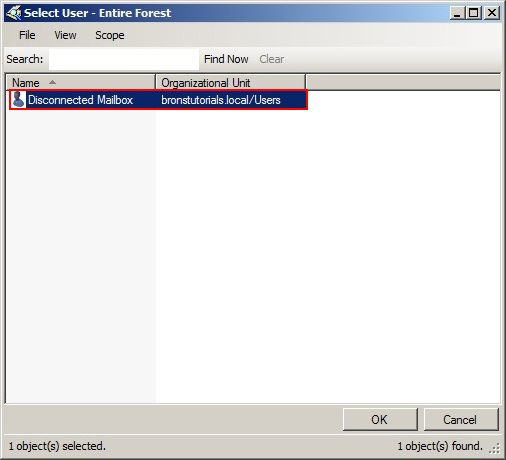 Select User - Entire Forest
File View Scope
Search: Find Now Clear
Name Organizational Unit
Disconnected Mailbox bronstutorials.local/Users
OK Cancel
1 object(s) selected. 1 object(s) found.